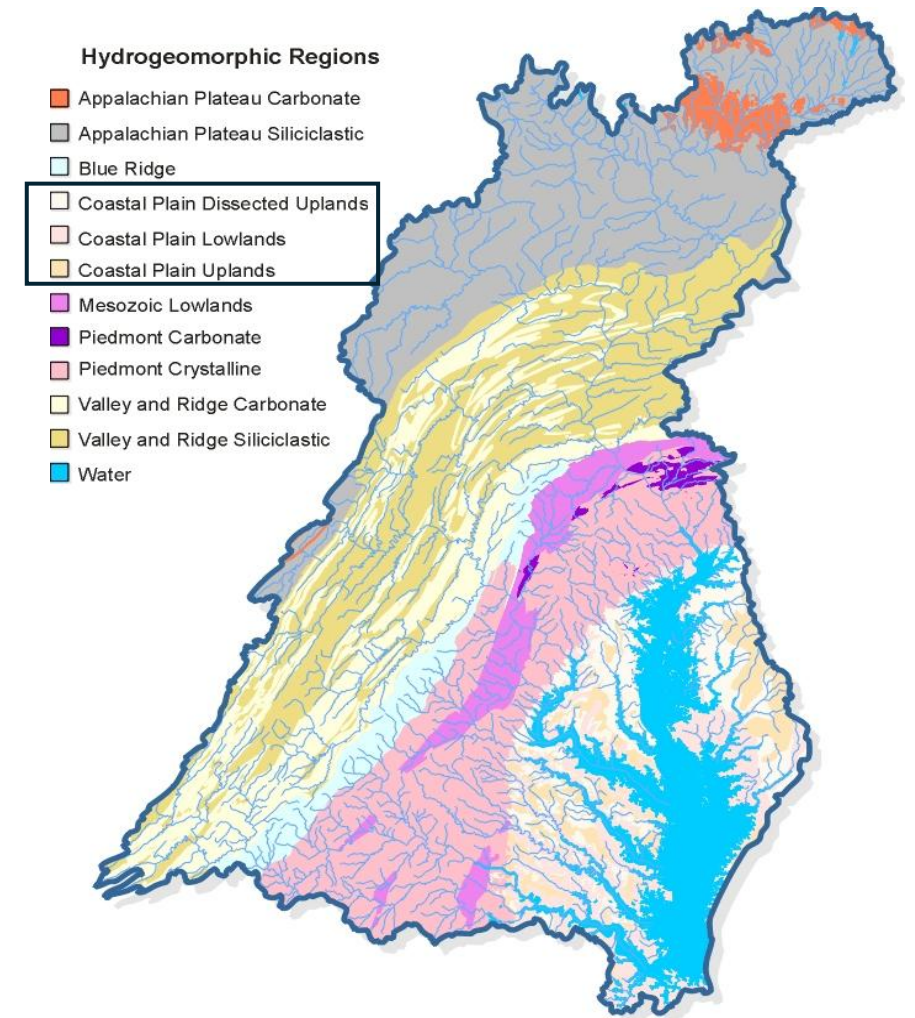 Hydrogeomorphic Regions
Appalachian Plateau Carbonate
Appalachian Plateau Siliciclastic
Blue Ridge
Coastal Plain Dissected Uplands
Coastal Plain Lowlands
Coastal Plain Uplands
Mesozoic Lowlands
Piedmont Carbonate
Piedmont Crystalline
Valley and Ridge Carbonate
Valley and Ridge Siliciclastic
Water